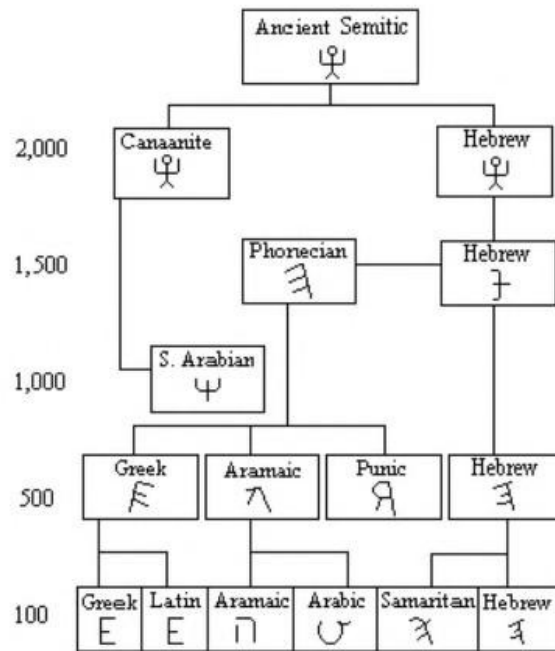 Ancient Semitic
2,000
Canaanite
Hebrew
1,500
Phonecian
Hebrew
1,000
S. Arabian
500
Greek
Aramaic
Punic
Hebrew
100
Greek
E
Latin
E
Aramaic
Arabic
Samaritan
Hebrew